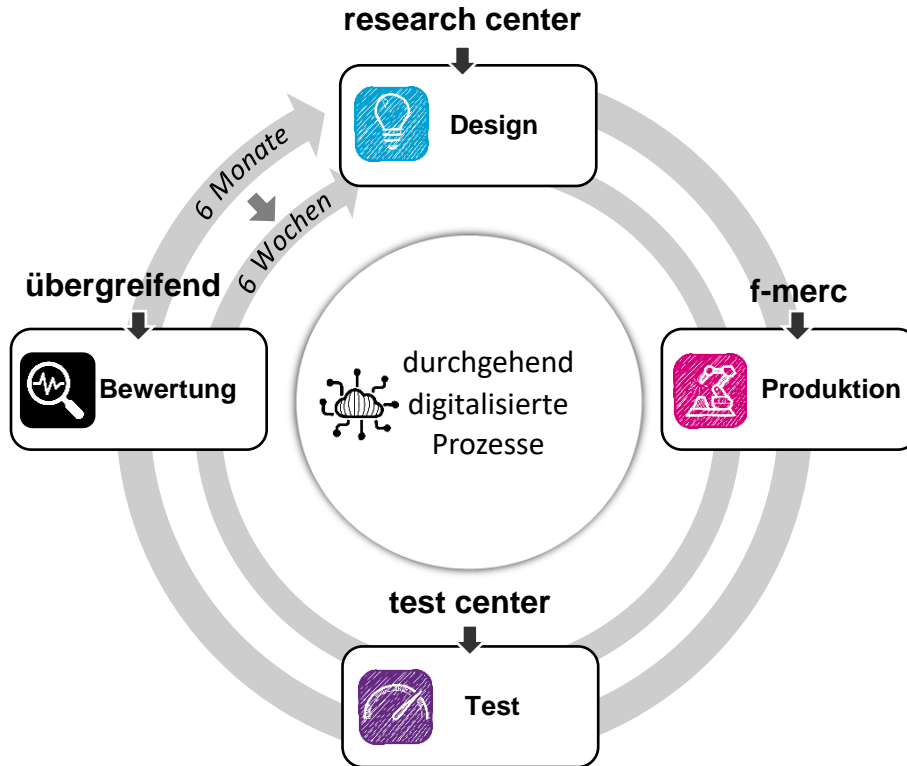 research center
Design
6 Monate
6 Wochen
übergreifend
Bewertung
f-merc
Produktion
durchgehend
digitalisierte
Prozesse
test center
Test